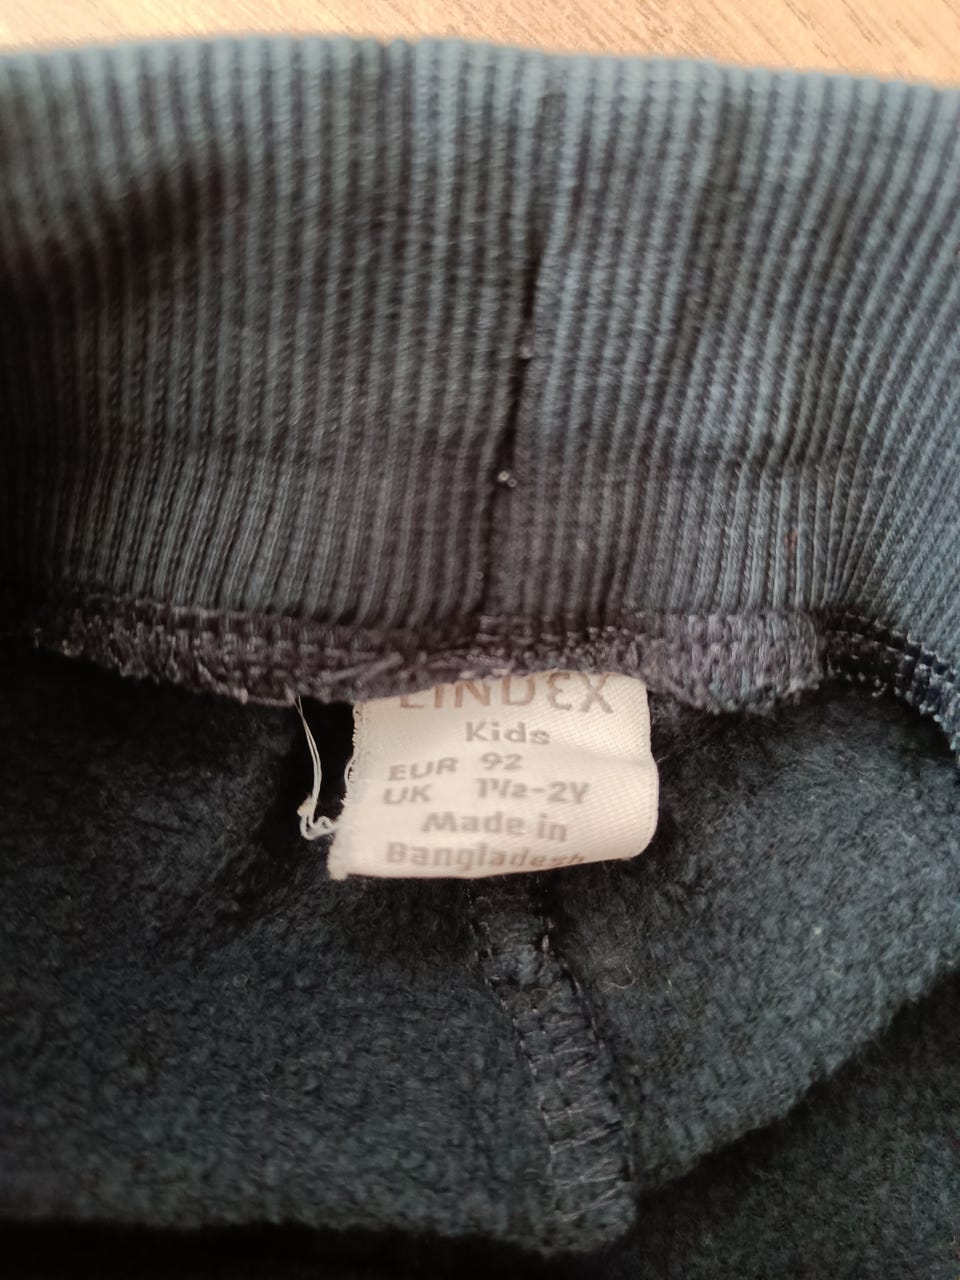 LINDEX
Kids
EUR 92
UK 1½-2Y
Made in
Bangladesh